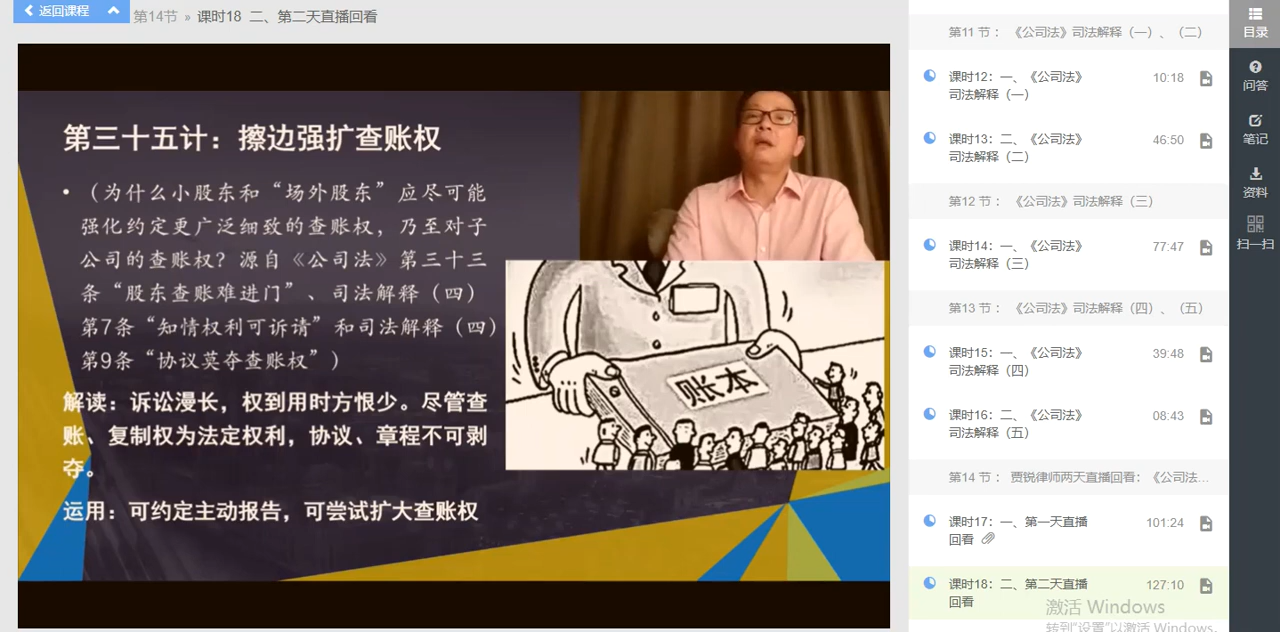 返回课程
第14节 » 课时18 二、第二天直播回看
第三十五计：擦边强扩查账权
• （为什么小股东和“场外股东”应尽可能
强化约定更广泛细致的查账权，乃至对子
公司的查账权？源自《公司法》第三十三
条“股东查账难进门”、司法解释（四）
第7条“知情权利可诉请”和司法解释（四）
第9条“协议莫夺查账权”）
解读：诉讼漫长，权到用时方恨少。尽管查
账、复制权为法定权利，协议、章程不可剥
夺。
运用：可约定主动报告，可尝试扩大查账权
账本
第11节： 《公司法》司法解释（一）、（二）
课时12：一、《公司法》 10:18
司法解释（一）
课时13：二、《公司法》 46:50
司法解释（二）
第12节： 《公司法》司法解释（三）
课时14：一、《公司法》 77:47
司法解释（三）
第13节： 《公司法》司法解释（四）、（五）
课时15：一、《公司法》 39:48
司法解释（四）
课时16：二、《公司法》 08:43
司法解释（五）
第14节： 贾锐律师两天直播回看：《公司法...
课时17：一、第一天直播 101:24
回看
课时18：二、第二天直播 127:10
回看
目录
问答
笔记
资料
扫一扫
激活 Windows
转到“设置”以激活 Windows。